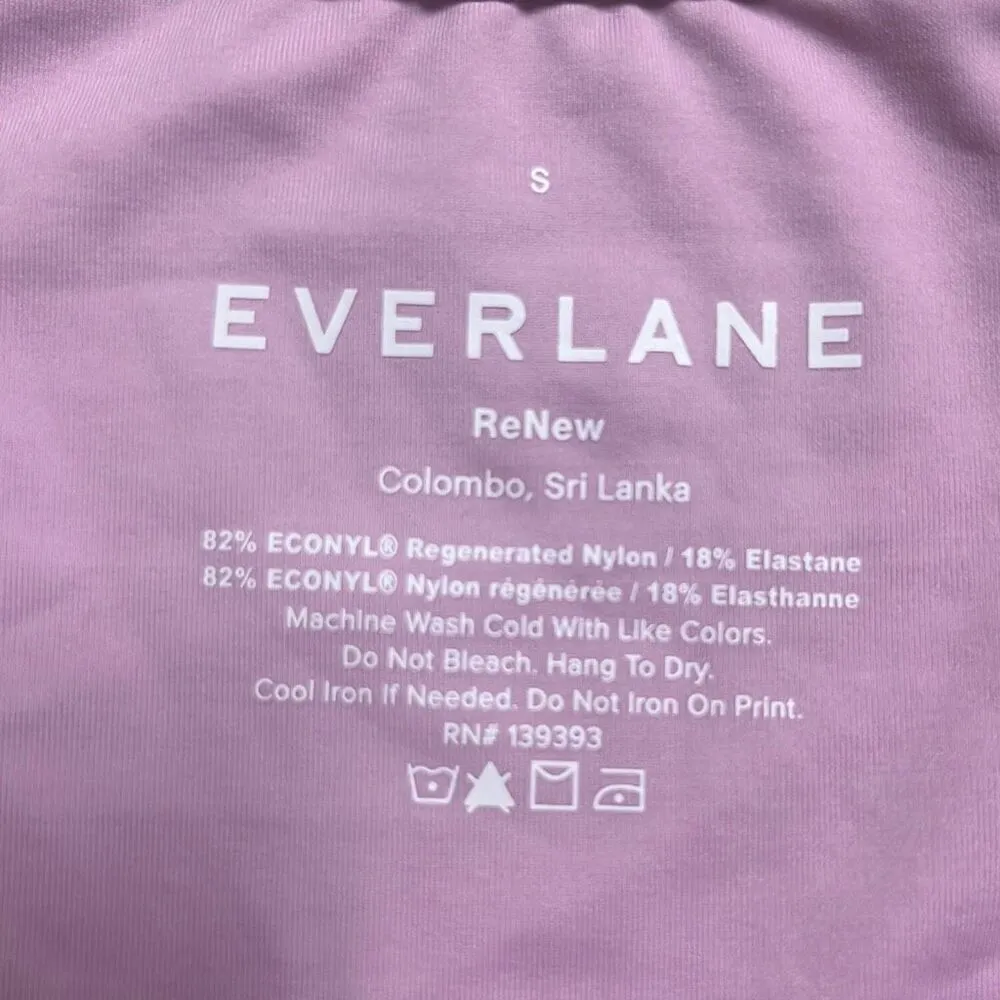 S
EVERLANE
ReNew
Colombo, Sri Lanka
82% ECONYL® Regenerated Nylon / 18% Elastane
82% ECONYL® Nylon régénérée / 18% Elasthanne
Machine Wash Cold With Like Colors.
Do Not Bleach. Hang To Dry.
Cool Iron If Needed. Do Not Iron On Print.
RN# 139393